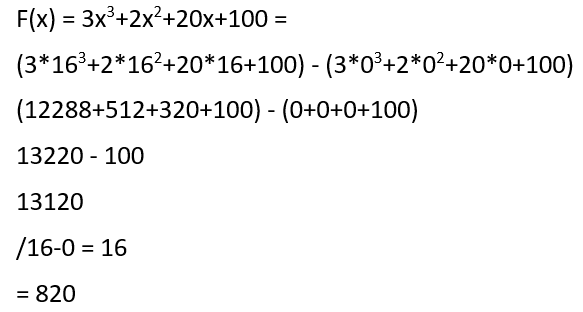 F(x) = 3x³+2x²+20x+100 =
(3*16³+2*16²+20*16+100) - (3*0³+2*0²+20*0+100)
(12288+512+320+100) - (0+0+0+100)
13220 - 100
13120
/16-0 = 16
= 820